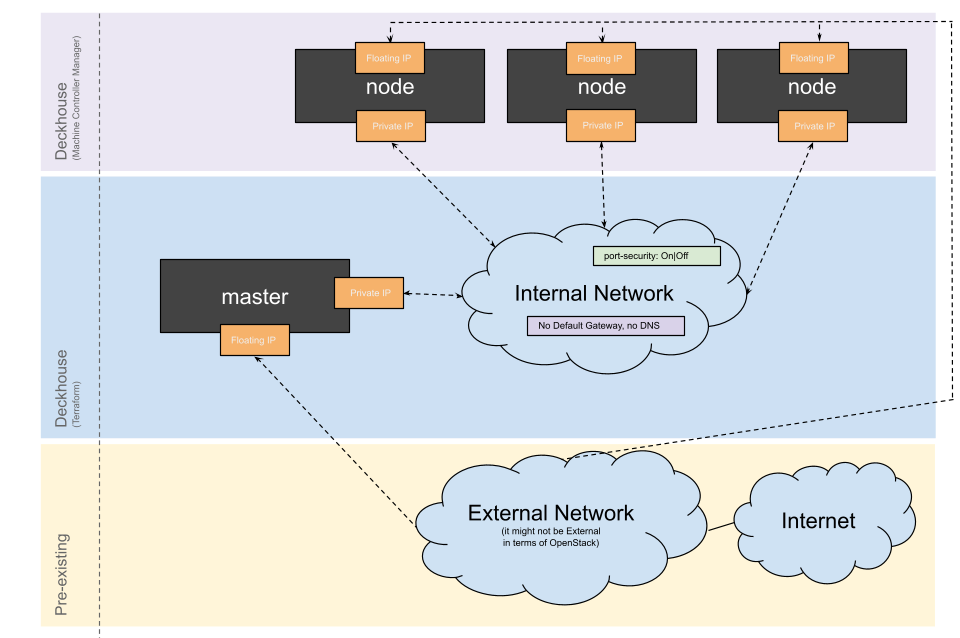 Deckhouse
(Machine Controller Manager)
Floating IP
node
Private IP
Floating IP
node
Private IP
Floating IP
node
Private IP
Deckhouse
(Terraform)
master
Private IP
Floating IP
port-security: On|Off
Internal Network
No Default Gateway, no DNS
Pre-existing
External Network
(it might not be External
in terms of OpenStack)
Internet